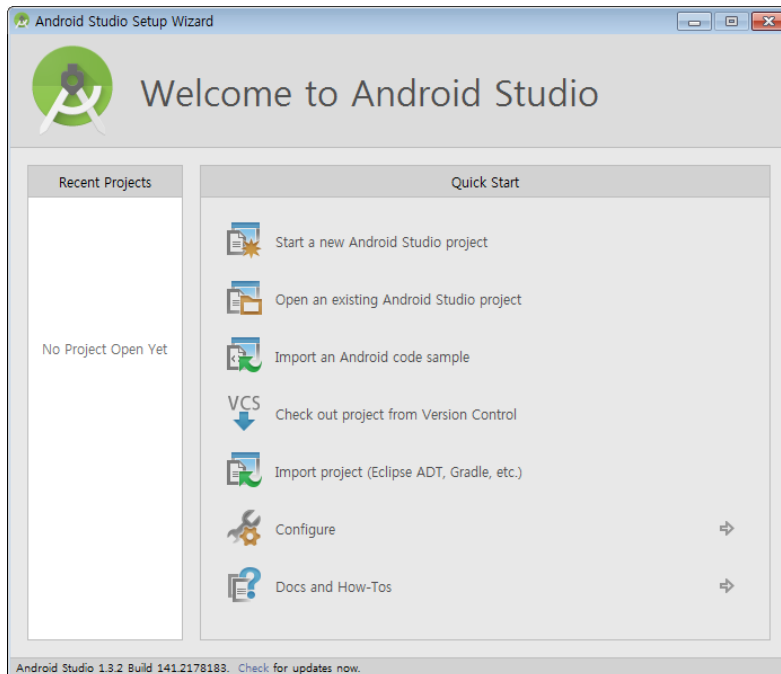 Android Studio Setup Wizard
Welcome to Android Studio
Recent Projects
No Project Open Yet
Quick Start
Start a new Android Studio project
Open an existing Android Studio project
Import an Android code sample
VCS
Check out project from Version Control
Import project (Eclipse ADT, Gradle, etc.)
Configure
Docs and How-Tos
Android Studio 1.3.2 Build 141.2178183. Check for updates now.